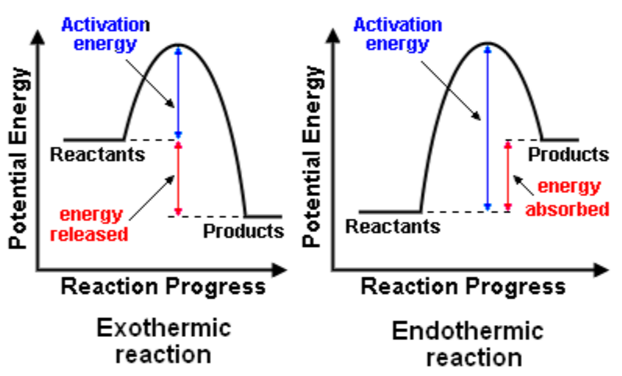 Activation
energy
Potential Energy
Reactants
energy
released
Products
Reaction Progress
Exothermic
reaction
Activation
energy
Potential Energy
Products
energy
absorbed
Reactants
Reaction Progress
Endothermic
reaction